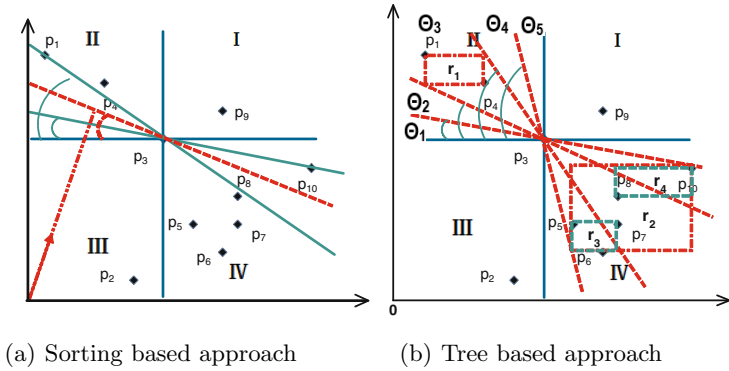 p1 II I
p4 p9
p3
p8 p10
p5 p7
III p6 IV
p2
(a) Sorting based approach
Θ3 Θ4 Θ5
p1 II I
r1
Θ2 p4 p9
Θ1
p3
p8 r4 p10
p5 r3 p7 r2
III p6 IV
p2
0
(b) Tree based approach